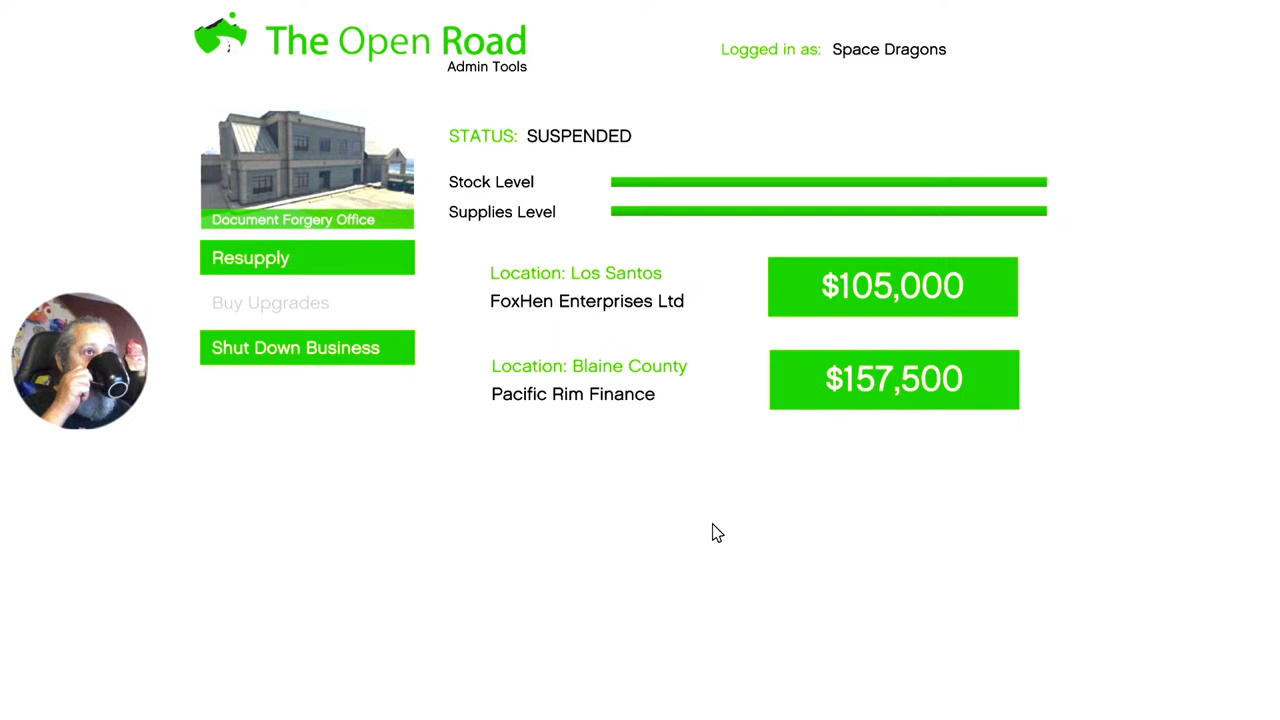 The Open Road
Admin Tools
Logged in as: Space Dragons
Document Forgery Office
Resupply
Buy Upgrades
Shut Down Business
STATUS: SUSPENDED
Stock Level
Supplies Level
Location: Los Santos
FoxHen Enterprises Ltd
$105,000
Location: Blaine County
Pacific Rim Finance
$157,500